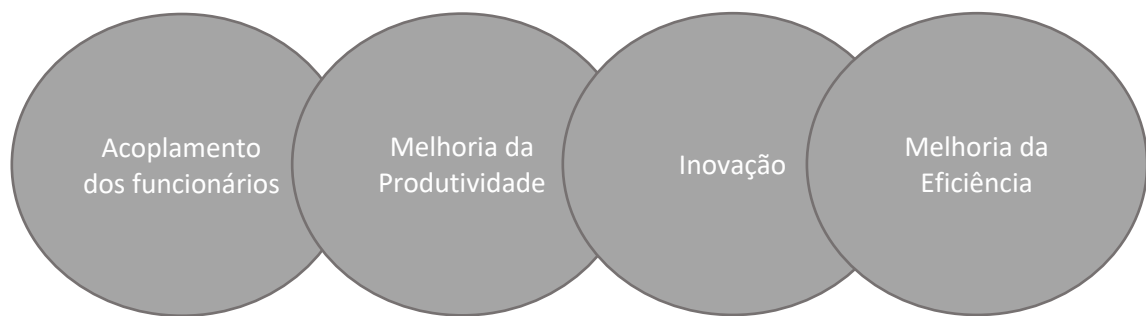 Acoplamento
dos funcionários
Melhoria da
Produtividade
Inovação
Melhoria da
Eficiência